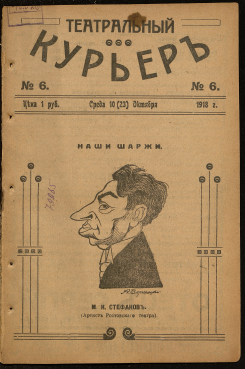 ТЕАТРАЛЬНЫЙ
КУРЬЕРЪ
№ 6. № 6.
Цѣна 1 руб. Среда 10 (23) Октября 1918 г.
НАШИ ШАРЖИ.
М. И. СТЕФАНОВЪ.
(Артистъ Ростовскаго театра).